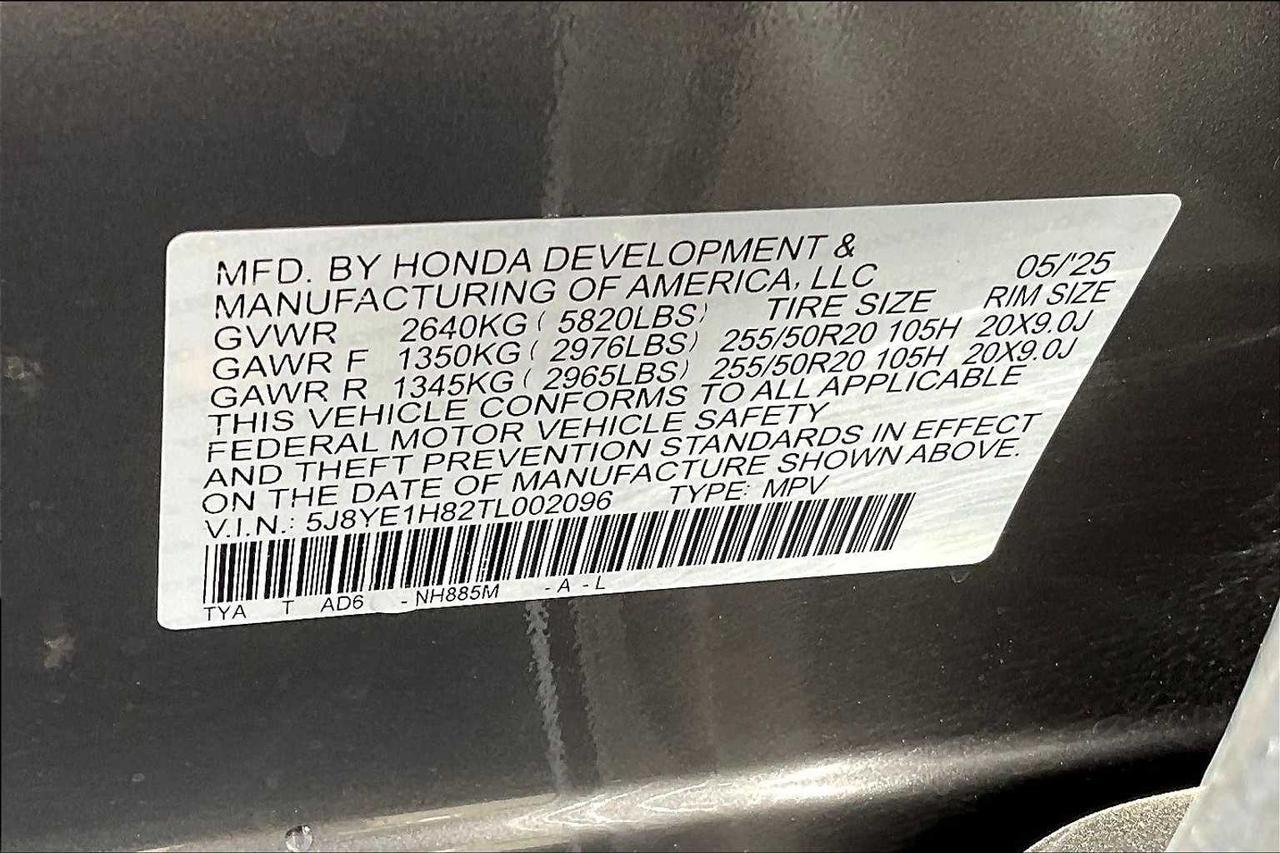 MFD. BY HONDA DEVELOPMENT &
MANUFACTURING OF AMERICA, LLC 05/'25
GVWR 2640KG ( 5820LBS) TIRE SIZE RIM SIZE
GAWR F 1350KG ( 2976LBS) 255/50R20 105H 20X9.0J
GAWR R 1345KG ( 2965LBS) 255/50R20 105H 20X9.0J
THIS VEHICLE CONFORMS TO ALL APPLICABLE
FEDERAL MOTOR VEHICLE SAFETY
AND THEFT PREVENTION STANDARDS IN EFFECT
ON THE DATE OF MANUFACTURE SHOWN ABOVE.
V.I.N.: 5J8YE1H82TL002096 TYPE: MPV
TYA T AD6 - NH885M - A - L